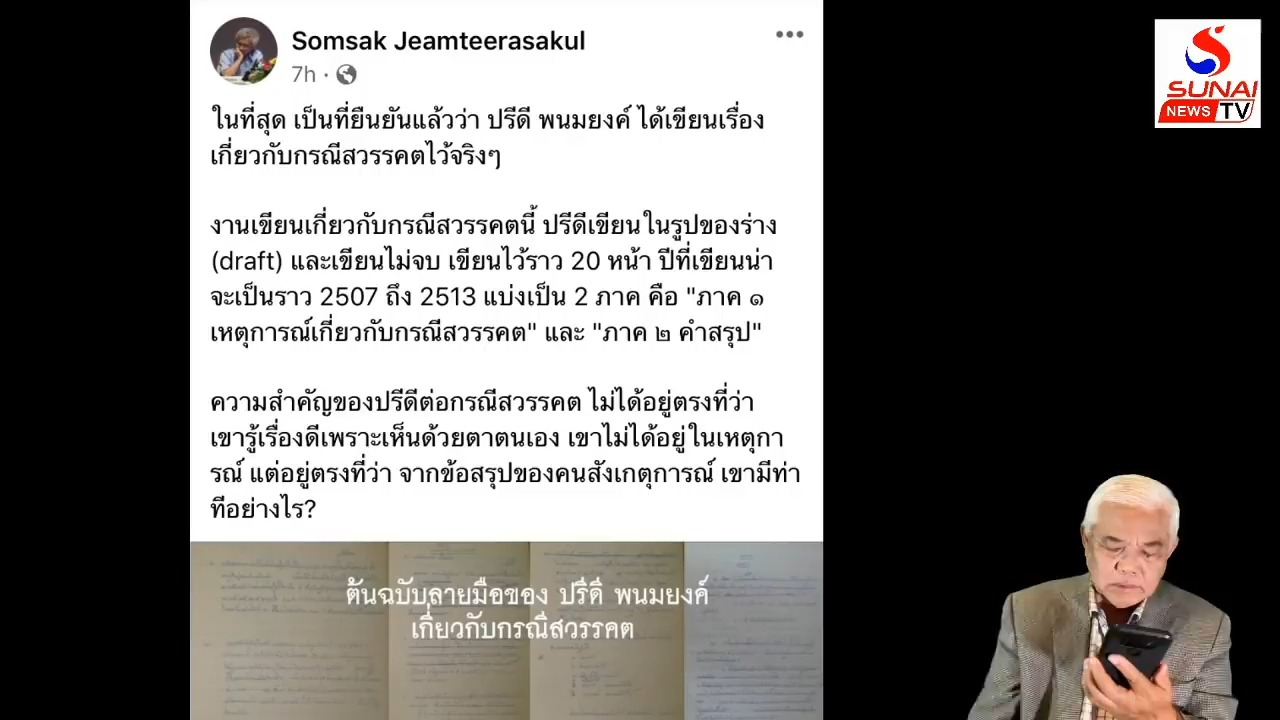 Somsak Jeamteerasakul
7h ·
ในที่สุด เป็นที่ยืนยันแล้วว่า ปรีดี พนมยงค์ ได้เขียนเรื่อง
เกี่ยวกับกรณีสวรรคตไว้จริงๆ
งานเขียนเกี่ยวกับกรณีสวรรคตนี้ ปรีดีเขียนในรูปของร่าง
(draft) และเขียนไม่จบ เขียนไว้ราว 20 หน้า ปีที่เขียนน่า
จะเป็นราว 2507 ถึง 2513 แบ่งเป็น 2 ภาค คือ "ภาค ๑
เหตุการณ์เกี่ยวกับกรณีสวรรคต" และ "ภาค ๒ คำสรุป"
ความสำคัญของปรีดีต่อกรณีสวรรคต ไม่ได้อยู่ตรงที่ว่า
เขารู้เรื่องดีเพราะเห็นด้วยตาตนเอง เขาไม่ได้อยู่ในเหตุกา
รณ์ แต่อยู่ตรงที่ว่า จากข้อสรุปของคนสังเกตุการณ์ เขามีท่า
ทีอย่างไร?
ต้นฉบับลายมือของ ปรีดี พนมยงค์
เกี่ยวกับกรณีสวรรคต
SUNAI
NEWS TV